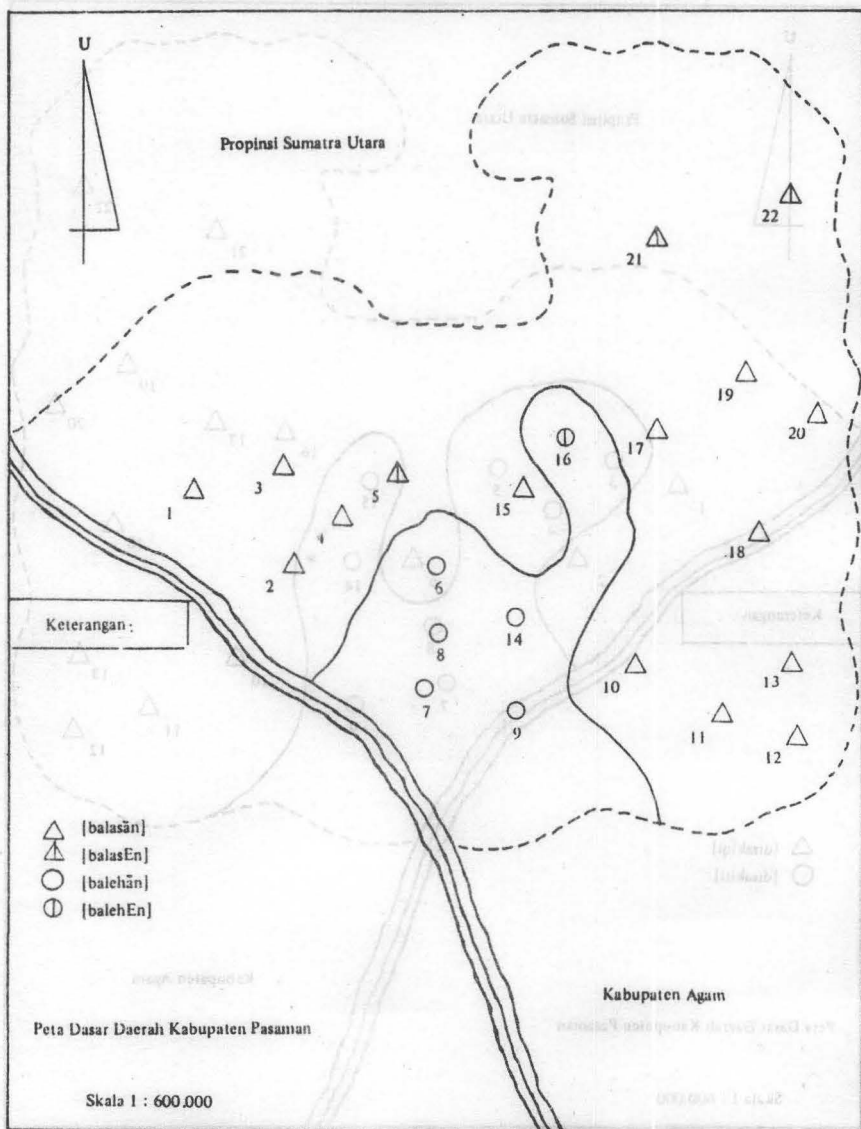 U
Propinsi Sumatra Utara
22
21
19
20
17
16
3
5
15
1
4
18
2
6
Keterangan :
14
8
10
13
7
9
11
12
[balasăn]
[balasEn]
[balehăn]
[balehEn]
Kabupaten Agam
Peta Dasar Daerah Kabupaten Pasaman
Skala 1 : 600.000